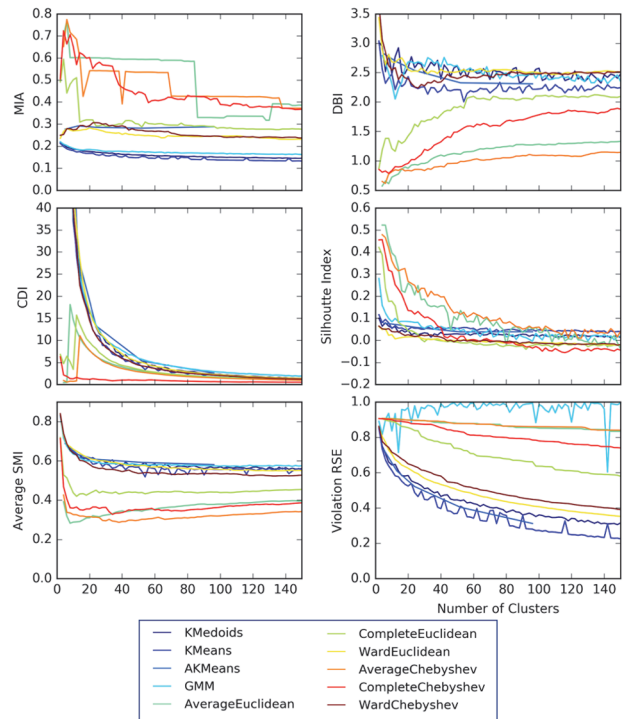 0.8
0.7
0.6
0.5
0.4
0.3
0.2
0.1
0.0
MIA
3.5
3.0
2.5
2.0
1.5
1.0
0.5
DBI
40
35
30
25
20
15
10
5
0
CDI
0.6
0.5
0.4
0.3
0.2
0.1
0.0
−0.1
−0.2
Silhoutte Index
0.8
0.6
0.4
0.2
0.0
Average SMI
0 20 40 60 80 100 120 140
1.0
0.8
0.6
0.4
0.2
0.0
Violation RSE
0 20 40 60 80 100 120 140
Number of Clusters
KMedoids
KMeans
AKMeans
GMM
AverageEuclidean
CompleteEuclidean
WardEuclidean
AverageChebyshev
CompleteChebyshev
WardChebyshev